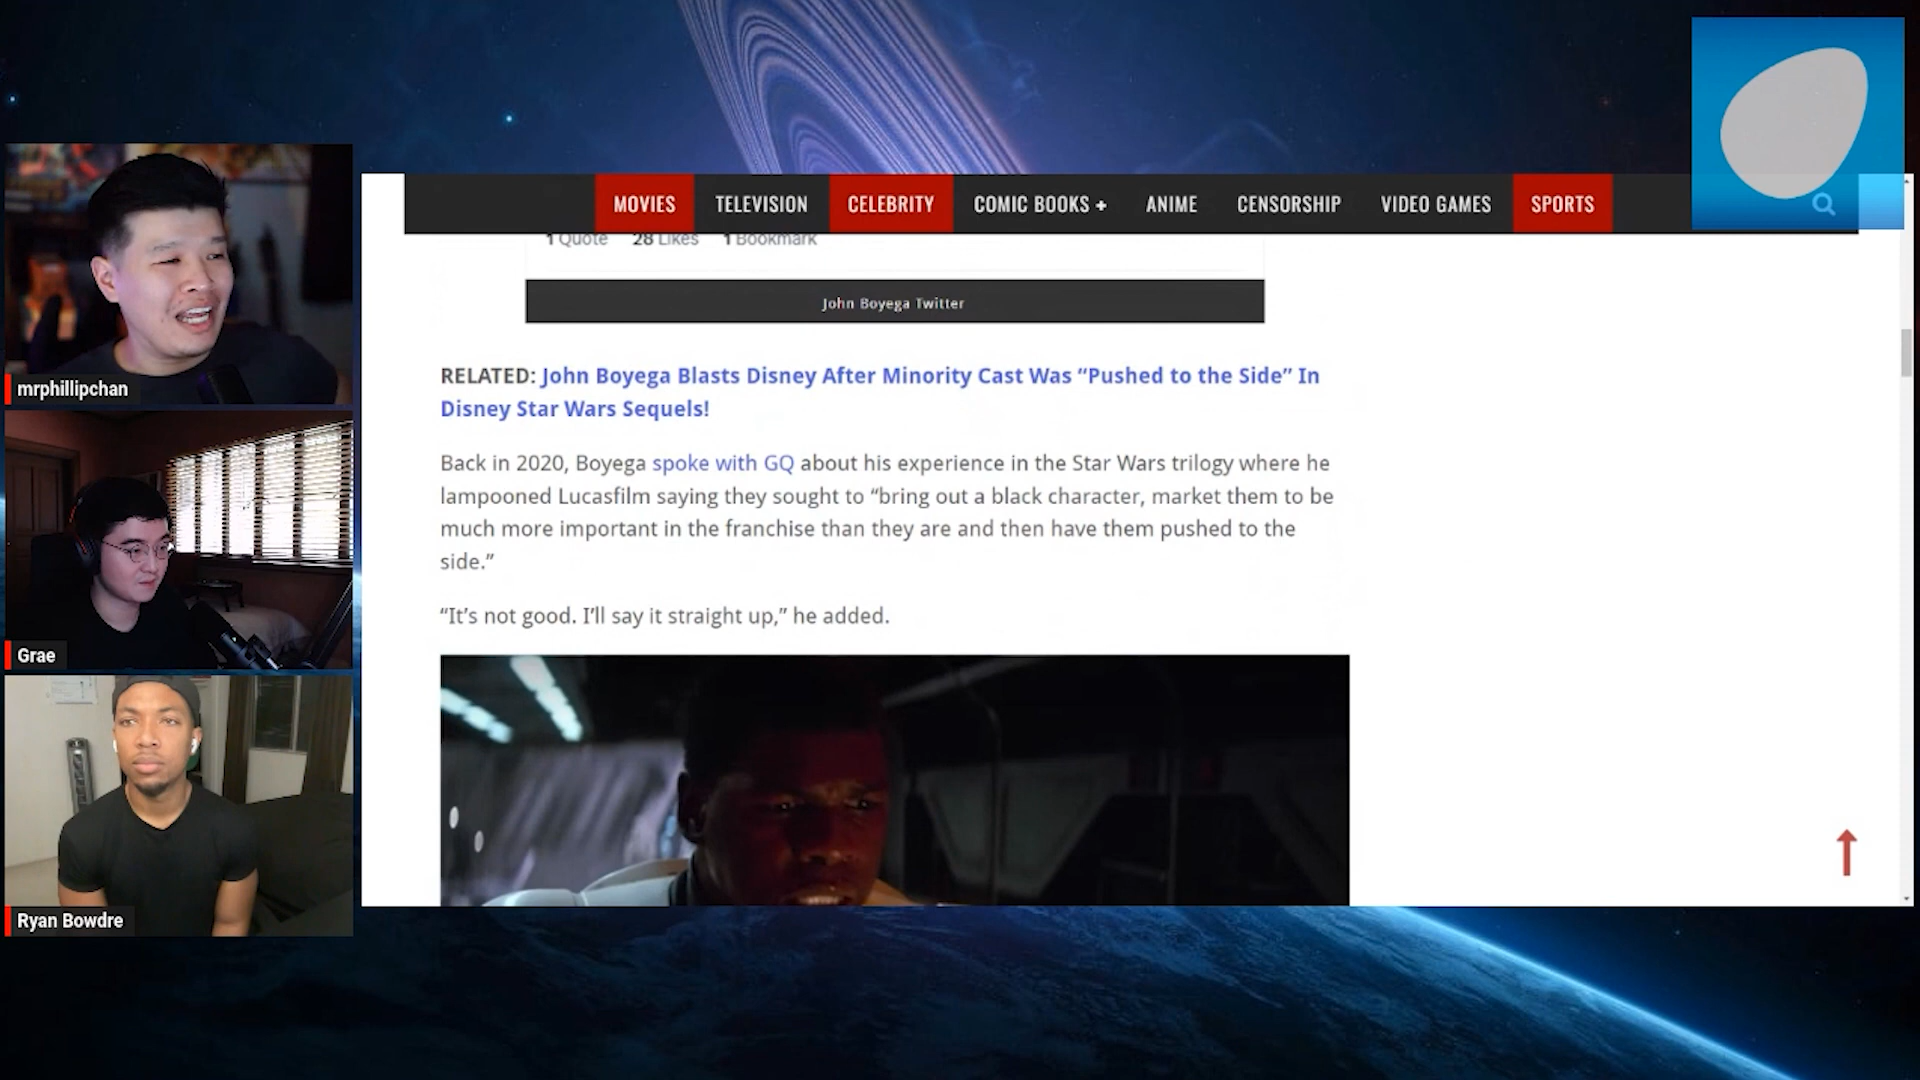 MOVIES TELEVISION CELEBRITY COMIC BOOKS + ANIME CENSORSHIP VIDEO GAMES SPORTS
1 Quote 28 Likes 1 Bookmark
John Boyega Twitter
RELATED: John Boyega Blasts Disney After Minority Cast Was “Pushed to the Side” In
Disney Star Wars Sequels!
Back in 2020, Boyega spoke with GQ about his experience in the Star Wars trilogy where he
lampooned Lucasfilm saying they sought to “bring out a black character, market them to be
much more important in the franchise than they are and then have them pushed to the
side.”
“It’s not good. I’ll say it straight up,” he added.
mrphillipchan
Grae
Ryan Bowdre